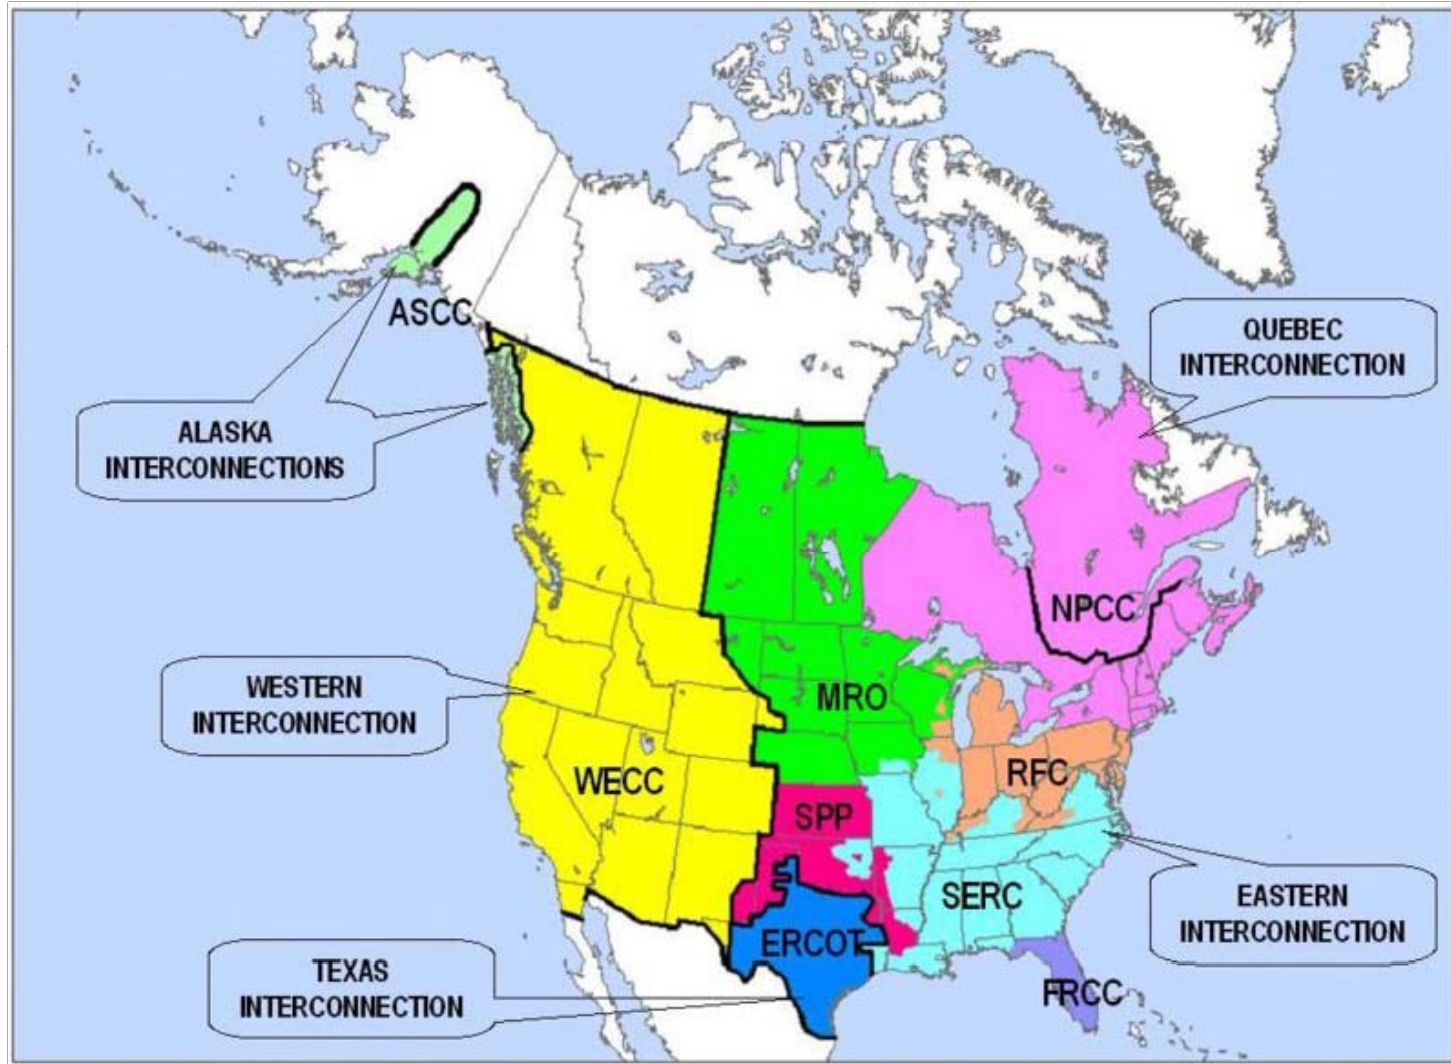 ASCC
QUEBEC
INTERCONNECTION
ALASKA
INTERCONNECTIONS
NPCC
WESTERN
INTERCONNECTION
MRO
WECC
RFC
SPP
SERC
EASTERN
INTERCONNECTION
ERCOT
TEXAS
INTERCONNECTION
FRCC